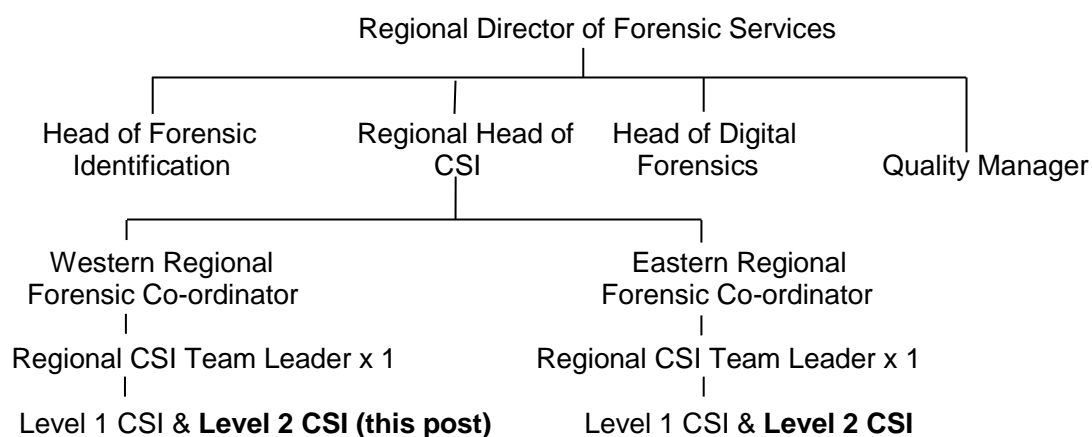 Regional Director of Forensic Services
Head of Forensic
Identification
Regional Head of
CSI
Head of Digital
Forensics
Quality Manager
Western Regional
Forensic Co-ordinator
Eastern Regional
Forensic Co-ordinator
Regional CSI Team Leader x 1
Regional CSI Team Leader x 1
Level 1 CSI & Level 2 CSI (this post)
Level 1 CSI & Level 2 CSI